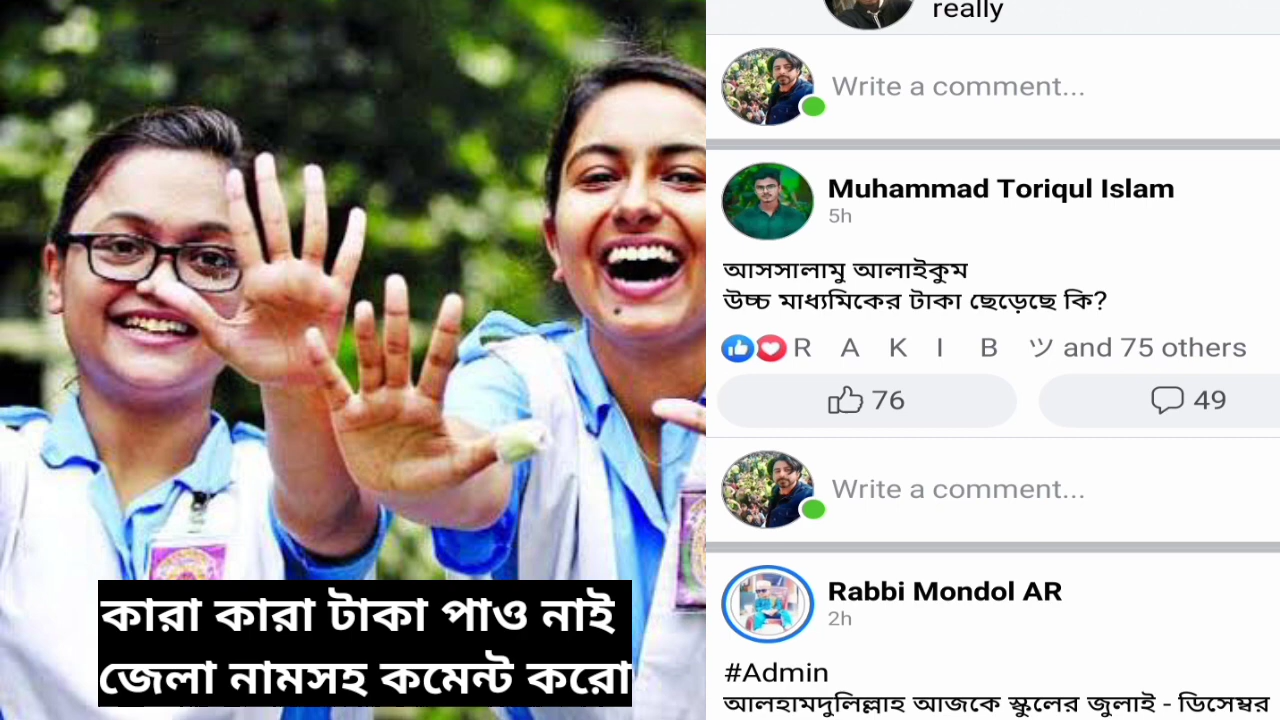 কারা কারা টাকা পাও নাই
জেলা নামসহ কমেন্ট করো
really
Write a comment...
Muhammad Toriqul Islam
5h
আসসালামু আলাইকুম
উচ্চ মাধ্যমিকের টাকা ছেড়েছে কি?
R A K I B ツ and 75 others
76
49
Write a comment...
Rabbi Mondol AR
2h
#Admin
আলহামদুলিল্লাহ আজকে স্কুলের জুলাই - ডিসেম্বর